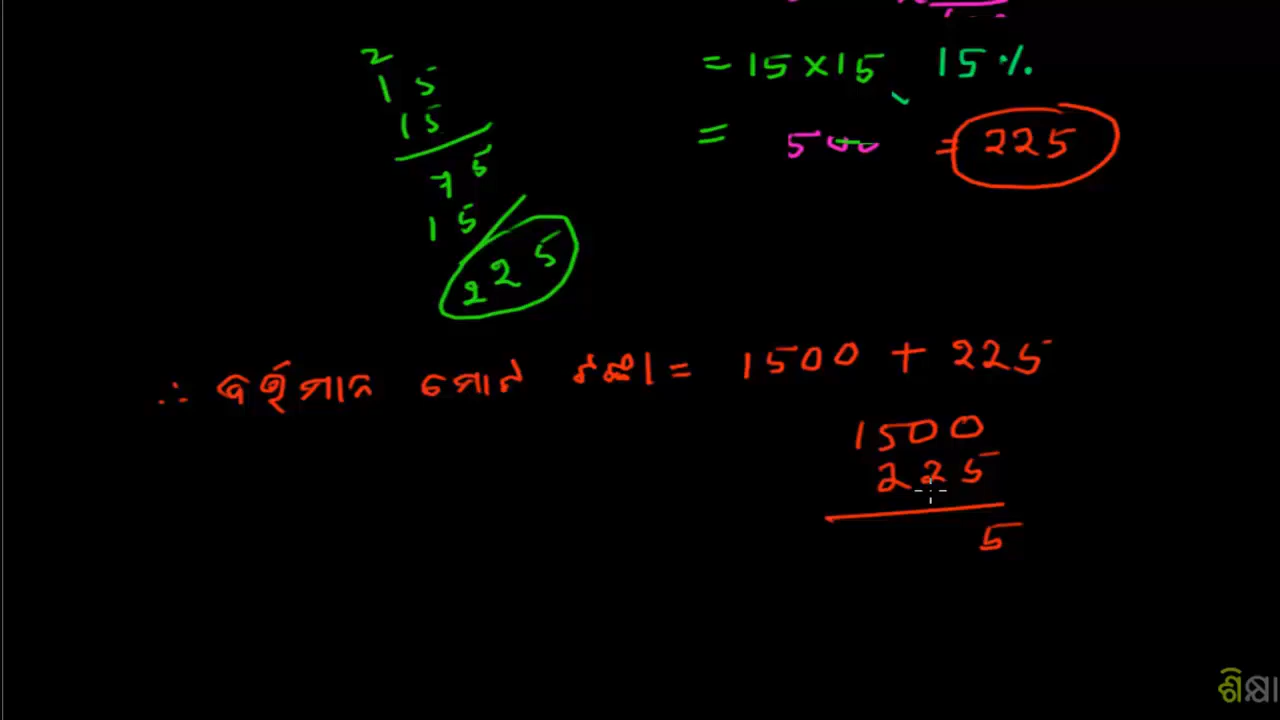 = 15 × 15 15 %
= 500 = 225
2
15
15
75
15
225
∴ ବର୍ତ୍ତମାନ = 1500 + 225
1500
225
5
ଶିକ୍ଷା